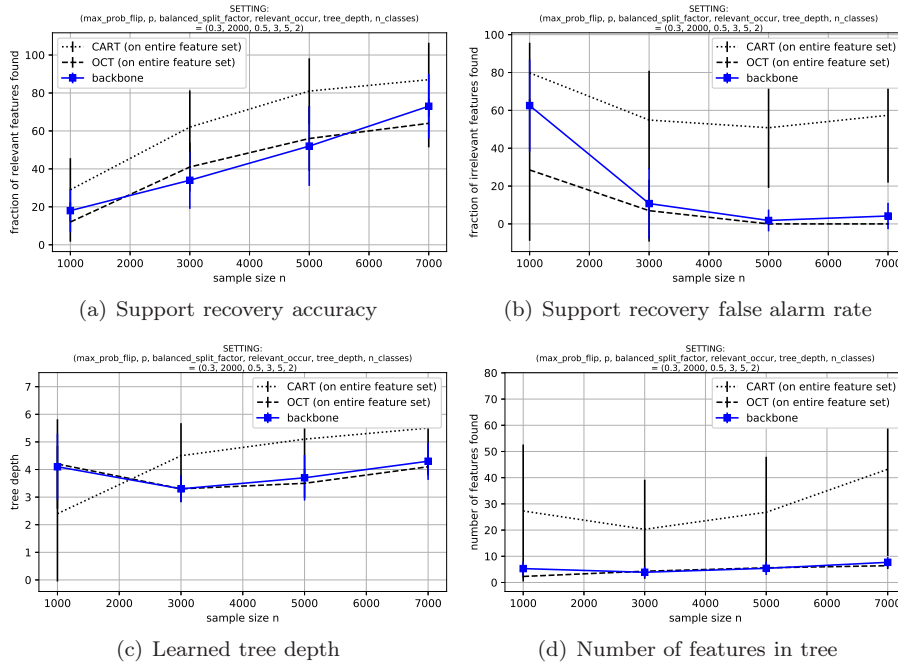 SETTING:
(max_prob_flip, p, balanced_split_factor, relevant_occur, tree_depth, n_classes)
= (0.3, 2000, 0.5, 3, 5, 2)
CART (on entire feature set)
OCT (on entire feature set)
backbone
fraction of relevant features found
100
80
60
40
20
0
1000 2000 3000 4000 5000 6000 7000
sample size n
(a) Support recovery accuracy
SETTING:
(max_prob_flip, p, balanced_split_factor, relevant_occur, tree_depth, n_classes)
= (0.3, 2000, 0.5, 3, 5, 2)
CART (on entire feature set)
OCT (on entire feature set)
backbone
fraction of irrelevant features found
100
80
60
40
20
0
1000 2000 3000 4000 5000 6000 7000
sample size n
(b) Support recovery false alarm rate
SETTING:
(max_prob_flip, p, balanced_split_factor, relevant_occur, tree_depth, n_classes)
= (0.3, 2000, 0.5, 3, 5, 2)
CART (on entire feature set)
OCT (on entire feature set)
backbone
tree depth
7
6
5
4
3
2
1
0
1000 2000 3000 4000 5000 6000 7000
sample size n
(c) Learned tree depth
SETTING:
(max_prob_flip, p, balanced_split_factor, relevant_occur, tree_depth, n_classes)
= (0.3, 2000, 0.5, 3, 5, 2)
CART (on entire feature set)
OCT (on entire feature set)
backbone
number of features found
80
70
60
50
40
30
20
10
0
1000 2000 3000 4000 5000 6000 7000
sample size n
(d) Number of features in tree